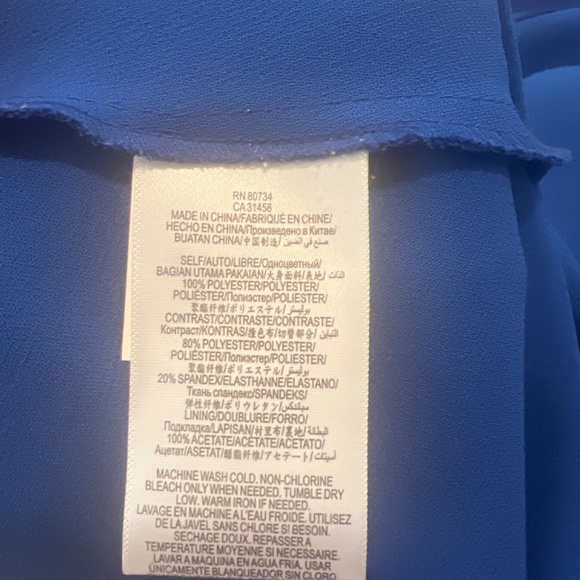 RN 80734
CA 31458
MADE IN CHINA/FABRIQUÉ EN CHINE/
HECHO EN CHINA/Произведено в Китае/
BUATAN CHINA/中国制造/صنع في الصين/
SELF/AUTO/LIBRE/Одноцветный/
BAGIAN UTAMA PAKAIAN/大身面料/表地/الذات/
100% POLYESTER/POLYESTER/
POLIÉSTER/Полиэстер/POLIESTER/
聚酯纤维/ポリエステル/بوليستر
CONTRAST/CONTRASTE/CONTRASTE/
Контраст/KONTRAS/撞色布/切替部分/التباين/
80% POLYESTER/POLYESTER/
POLIÉSTER/Полиэстер/POLIESTER/
聚酯纤维/ポリエステル/بوليستر
20% SPANDEX/ELASTHANNE/ELASTANO/
Ткань спандекс/SPANDEKS/
弹性纤维/ポリウレタン/سبانديكس
LINING/DOUBLURE/FORRO/
Подкладка/LAPISAN/衬里布/裏地/البطانة/
100% ACETATE/ACÉTATE/ACETATO/
Ацетат/ASETAT/醋酯纤维/アセテート/أسيتات
MACHINE WASH COLD. NON-CHLORINE
BLEACH ONLY WHEN NEEDED. TUMBLE DRY
LOW. WARM IRON IF NEEDED.
LAVAGE EN MACHINE A L'EAU FROIDE. UTILISEZ
DE LA JAVEL SANS CHLORE SI BESOIN.
SECHAGE DOUX. REPASSER A
TEMPERATURE MOYENNE SI NECESSAIRE.
LAVAR A MAQUINA EN AGUA FRIA. USAR
ÚNICAMENTE BLANQUEADOR SIN CLORO